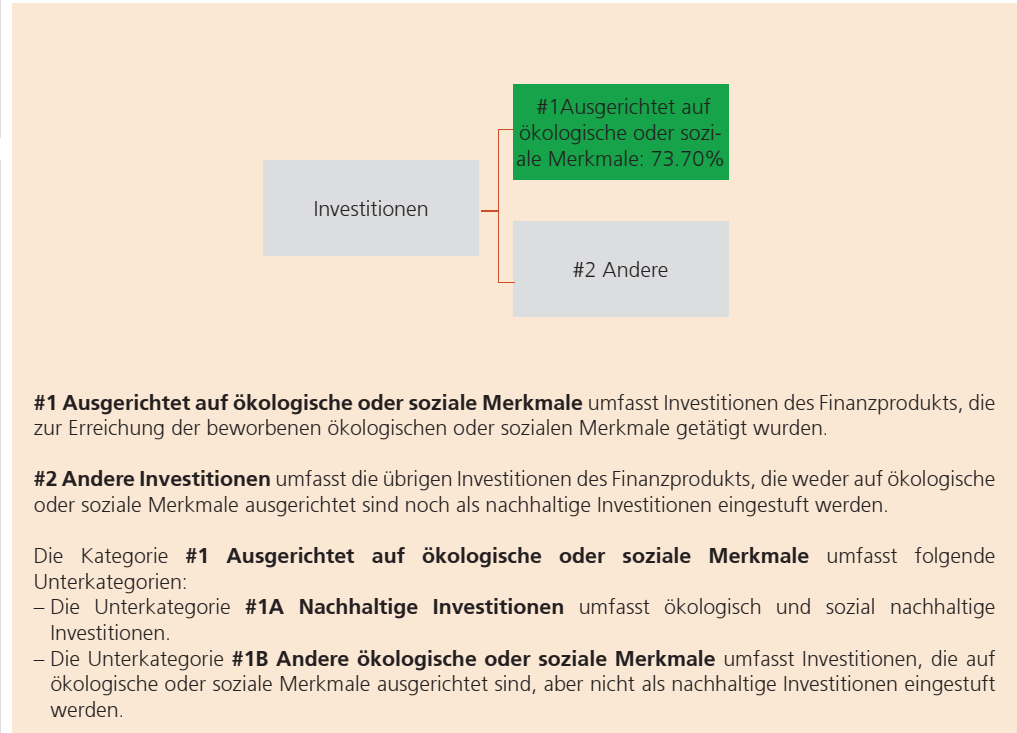 #1Ausgerichtet auf
ökologische oder sozi-
ale Merkmale: 73.70%
Investitionen
#2 Andere
#1 Ausgerichtet auf ökologische oder soziale Merkmale umfasst Investitionen des Finanzprodukts, die
zur Erreichung der beworbenen ökologischen oder sozialen Merkmale getätigt wurden.
#2 Andere Investitionen umfasst die übrigen Investitionen des Finanzprodukts, die weder auf ökologische
oder soziale Merkmale ausgerichtet sind noch als nachhaltige Investitionen eingestuft werden.
Die Kategorie #1 Ausgerichtet auf ökologische oder soziale Merkmale umfasst folgende
Unterkategorien:
– Die Unterkategorie #1A Nachhaltige Investitionen umfasst ökologisch und sozial nachhaltige
Investitionen.
– Die Unterkategorie #1B Andere ökologische oder soziale Merkmale umfasst Investitionen, die auf
ökologische oder soziale Merkmale ausgerichtet sind, aber nicht als nachhaltige Investitionen eingestuft
werden.